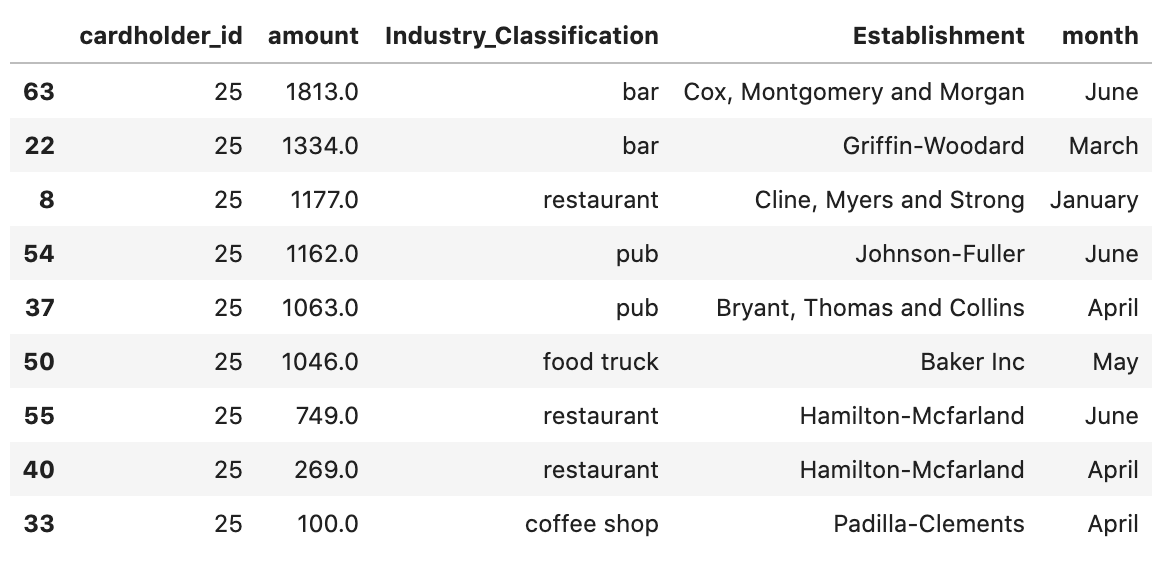 cardholder_id amount Industry_Classification Establishment month
63 25 1813.0 bar Cox, Montgomery and Morgan June
22 25 1334.0 bar Griffin-Woodard March
8 25 1177.0 restaurant Cline, Myers and Strong January
54 25 1162.0 pub Johnson-Fuller June
37 25 1063.0 pub Bryant, Thomas and Collins April
50 25 1046.0 food truck Baker Inc May
55 25 749.0 restaurant Hamilton-Mcfarland June
40 25 269.0 restaurant Hamilton-Mcfarland April
33 25 100.0 coffee shop Padilla-Clements April